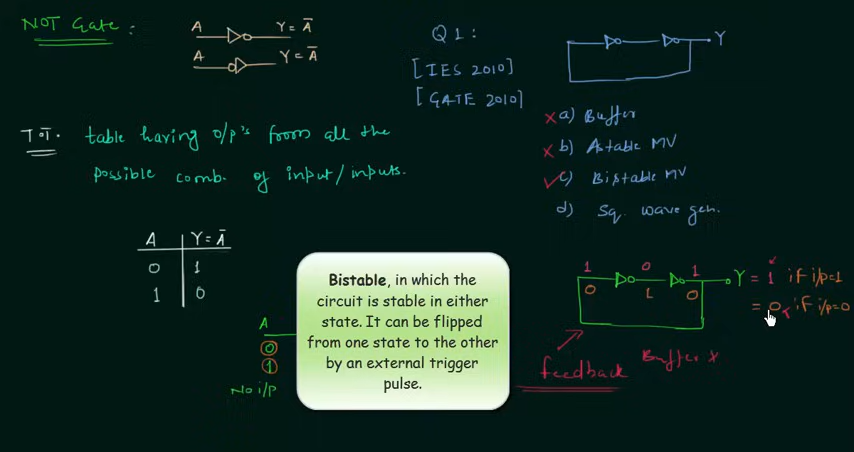 NOT Gate :
A Y = Ā
A Y = Ā
T.T. table having o/p's from all the
possible comb. of input/inputs.
A Y = Ā
0 1
1 0
A
0
1
No i/p
Bistable, in which the
circuit is stable in either
state. It can be flipped
from one state to the other
by an external trigger
pulse.
Q 1 :
[IES 2010]
[GATE 2010]
Y
x a) Buffer
x b) Astable MV
✓ c) Bistable MV
d) Sq. wave gen.
1 0 1 Y = 1 if i/p=1
0 1 0 = 0 if i/p=0
feedback Buffer x